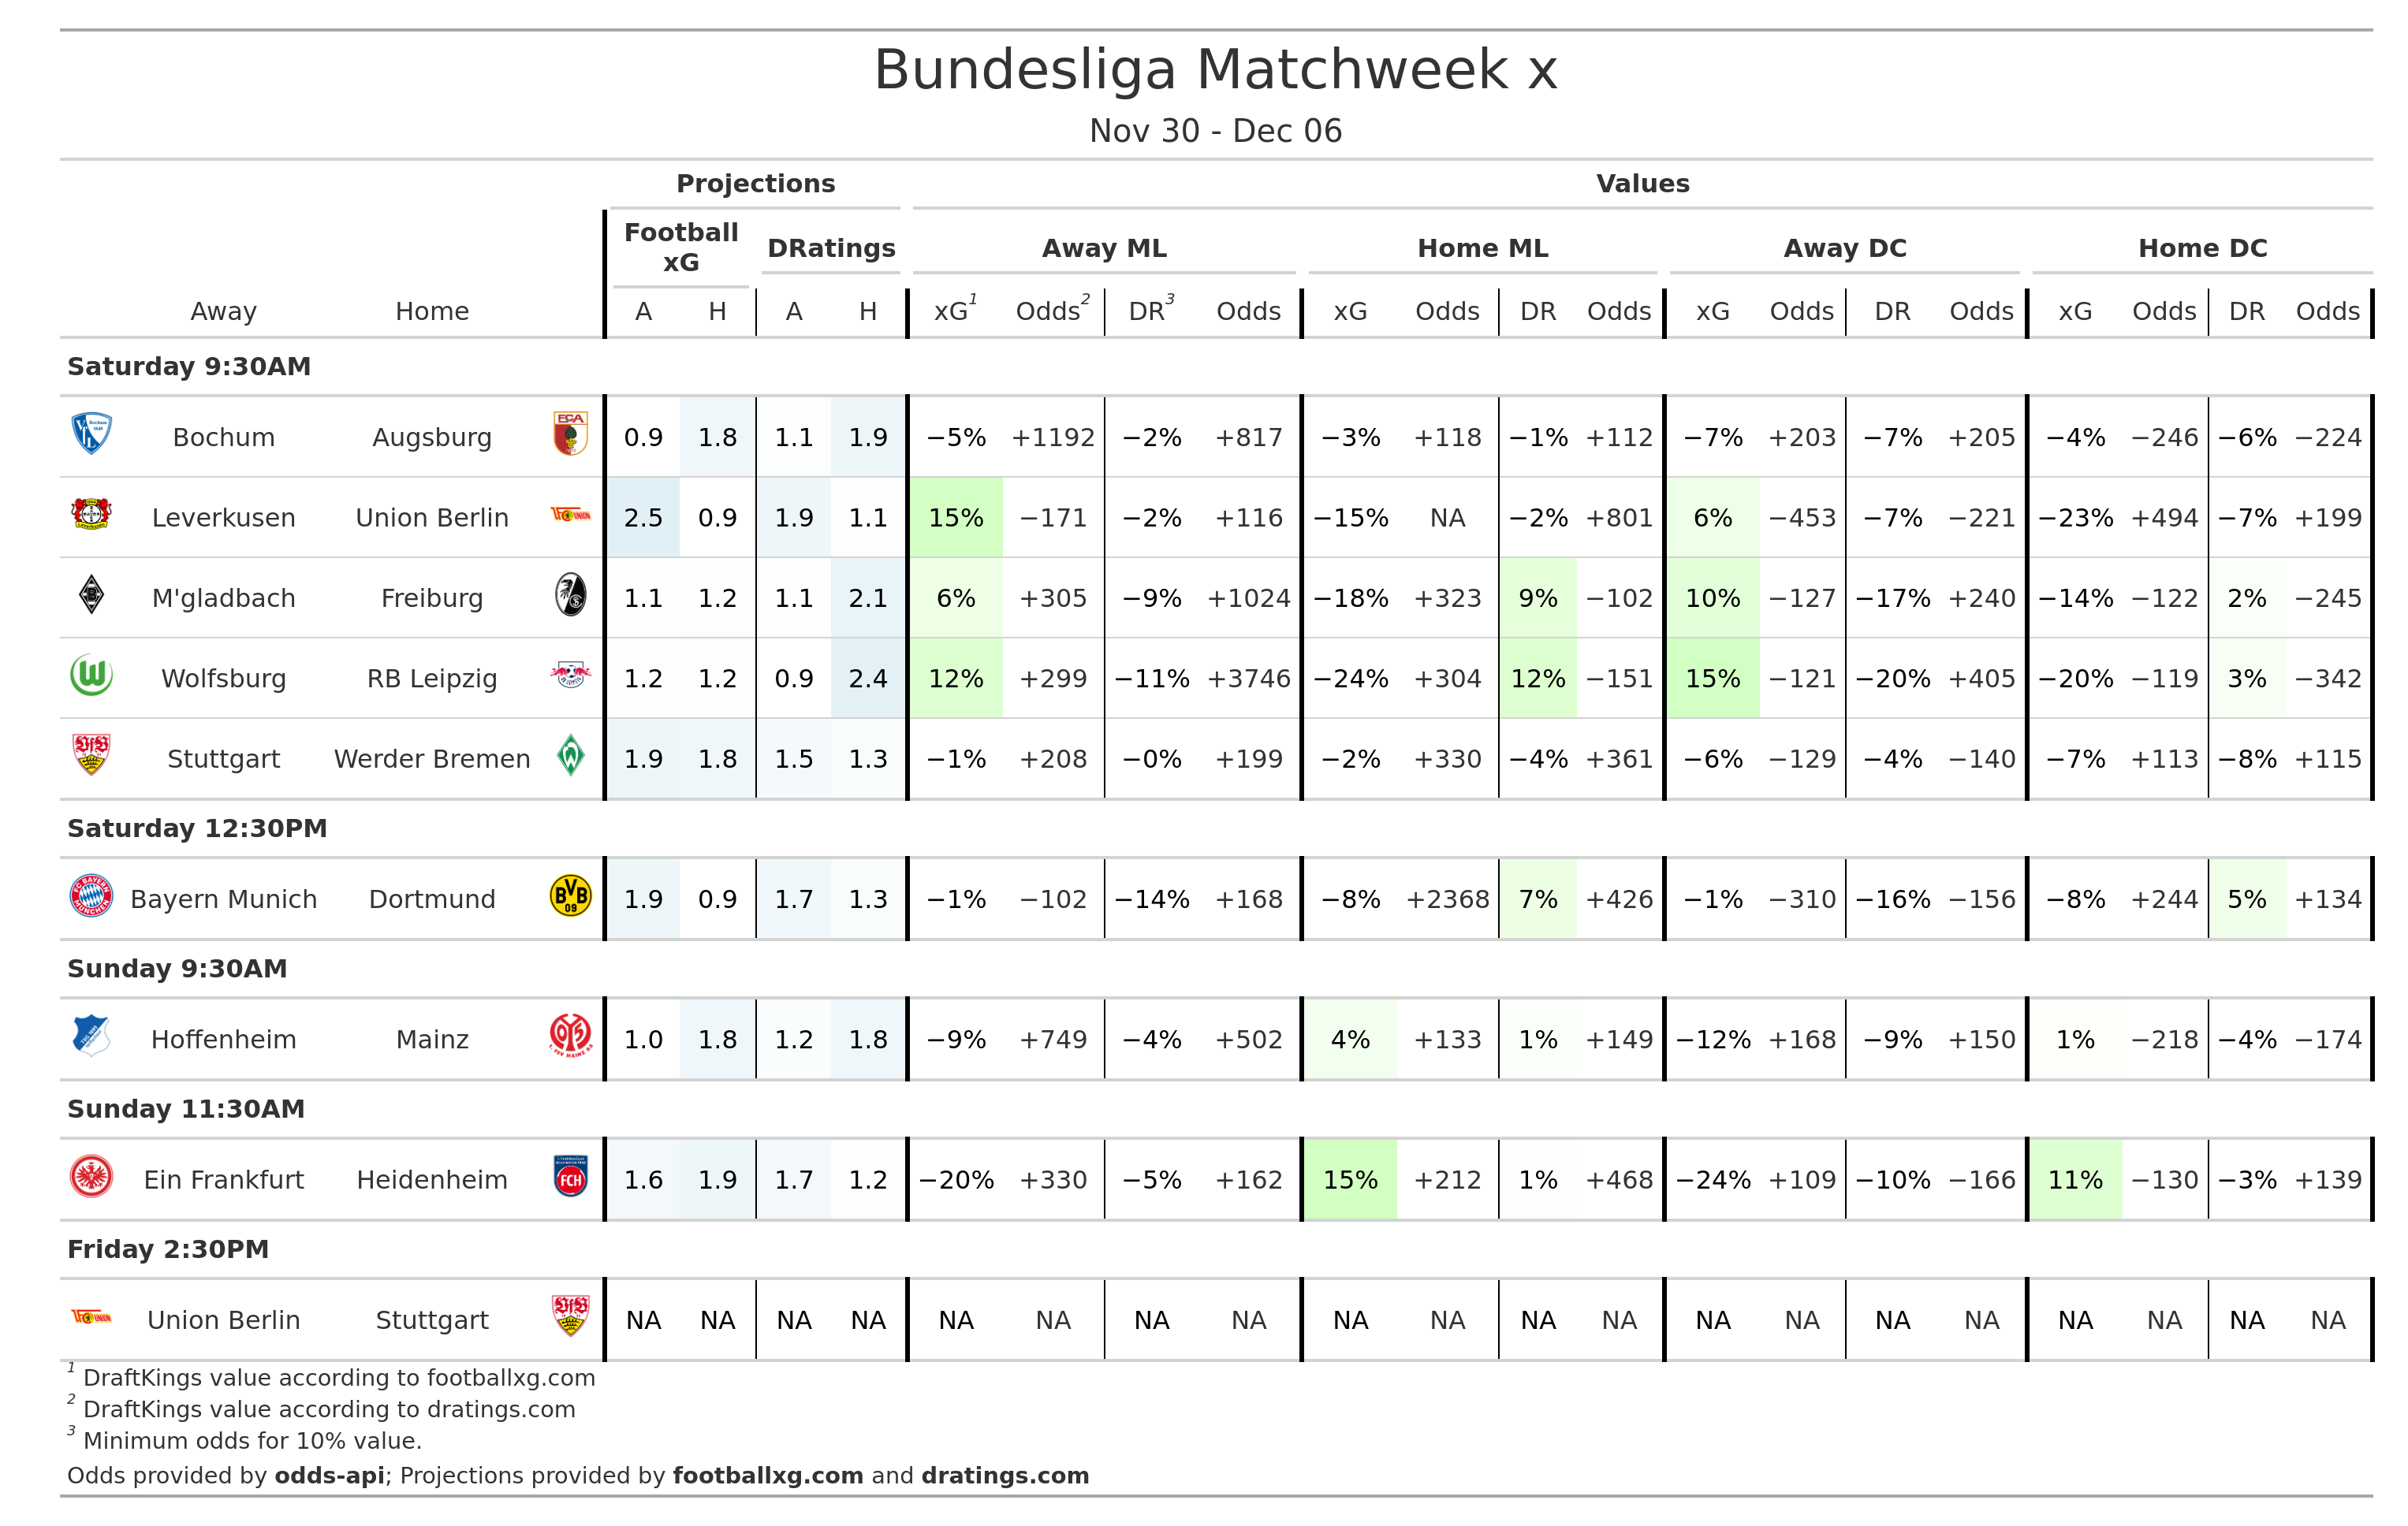 Bundesliga Matchweek x
Nov 30 - Dec 06
Projections Values
Football xG DRatings Away ML Home ML Away DC Home DC
Away Home A H A H xG1 Odds2 DR3 Odds xG Odds DR Odds xG Odds DR Odds xG Odds DR Odds
Saturday 9:30AM
Bochum Augsburg 0.9 1.8 1.1 1.9 −5% +1192 −2% +817 −3% +118 −1% +112 −7% +203 −7% +205 −4% −246 −6% −224
Leverkusen Union Berlin 2.5 0.9 1.9 1.1 15% −171 −2% +116 −15% NA −2% +801 6% −453 −7% −221 −23% +494 −7% +199
M'gladbach Freiburg 1.1 1.2 1.1 2.1 6% +305 −9% +1024 −18% +323 9% −102 10% −127 −17% +240 −14% −122 2% −245
Wolfsburg RB Leipzig 1.2 1.2 0.9 2.4 12% +299 −11% +3746 −24% +304 12% −151 15% −121 −20% +405 −20% −119 3% −342
Stuttgart Werder Bremen 1.9 1.8 1.5 1.3 −1% +208 −0% +199 −2% +330 −4% +361 −6% −129 −4% −140 −7% +113 −8% +115
Saturday 12:30PM
Bayern Munich Dortmund 1.9 0.9 1.7 1.3 −1% −102 −14% +168 −8% +2368 7% +426 −1% −310 −16% −156 −8% +244 5% +134
Sunday 9:30AM
Hoffenheim Mainz 1.0 1.8 1.2 1.8 −9% +749 −4% +502 4% +133 1% +149 −12% +168 −9% +150 1% −218 −4% −174
Sunday 11:30AM
Ein Frankfurt Heidenheim 1.6 1.9 1.7 1.2 −20% +330 −5% +162 15% +212 1% +468 −24% +109 −10% −166 11% −130 −3% +139
Friday 2:30PM
Union Berlin Stuttgart NA NA NA NA NA NA NA NA NA NA NA NA NA NA NA NA NA NA NA NA
1 DraftKings value according to footballxg.com
2 DraftKings value according to dratings.com
3 Minimum odds for 10% value.
Odds provided by odds-api; Projections provided by footballxg.com and dratings.com